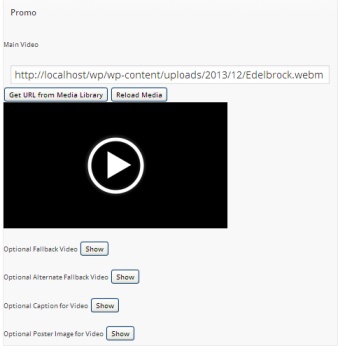 Promo
Main Video
http://localhost/wp/wp-content/uploads/2013/12/Edelbrock.webm
Get URL from Media Library Reload Media
Optional Fallback Video Show
Optional Alternate Fallback Video Show
Optional Caption for Video Show
Optional Poster Image for Video Show